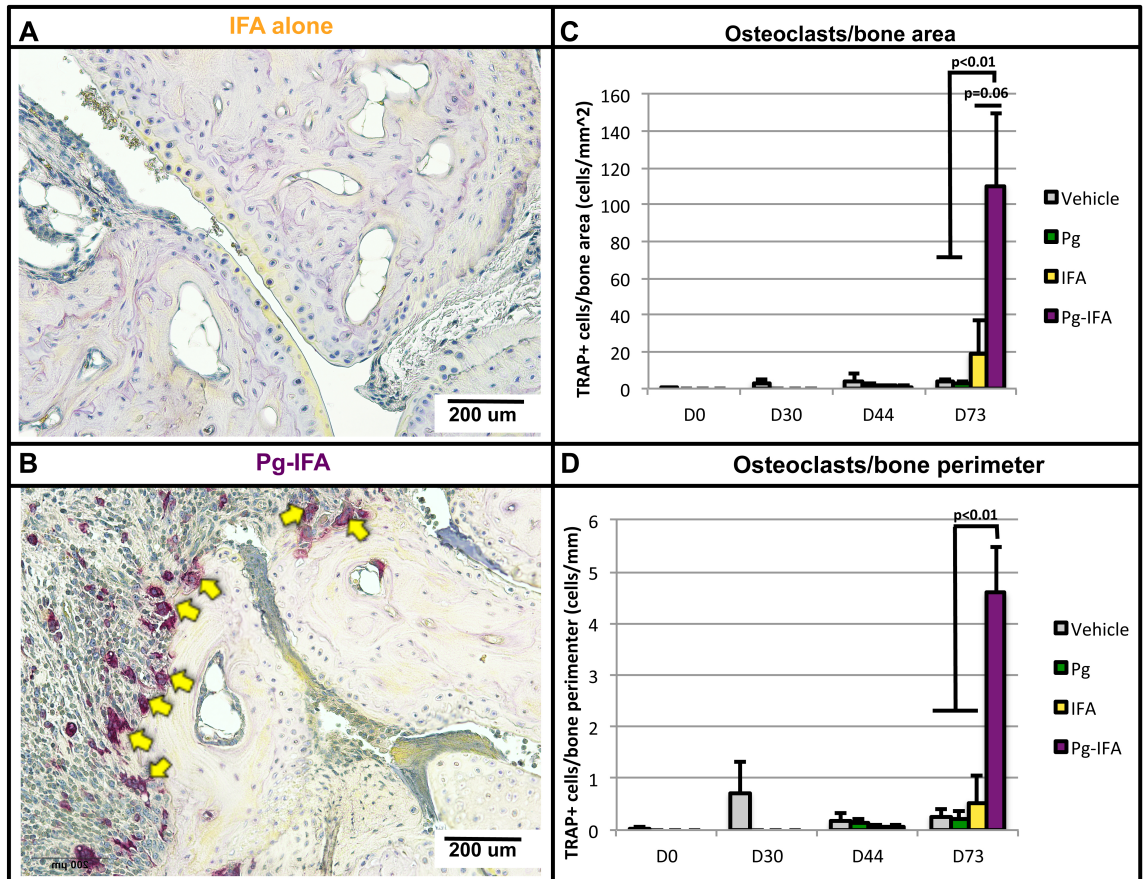 A
IFA alone
200 um
B
Pg-IFA
200 um
200 µm
C
Osteoclasts/bone area
TRAP+ cells/bone area (cells/mm^2)
p<0.01
p=0.06
160
140
120
100
80
60
40
20
0
D0 D30 D44 D73
Vehicle
Pg
IFA
Pg-IFA
D
Osteoclasts/bone perimeter
TRAP+ cells/bone perimenter (cells/mm)
p<0.01
6
5
4
3
2
1
0
D0 D30 D44 D73
Vehicle
Pg
IFA
Pg-IFA